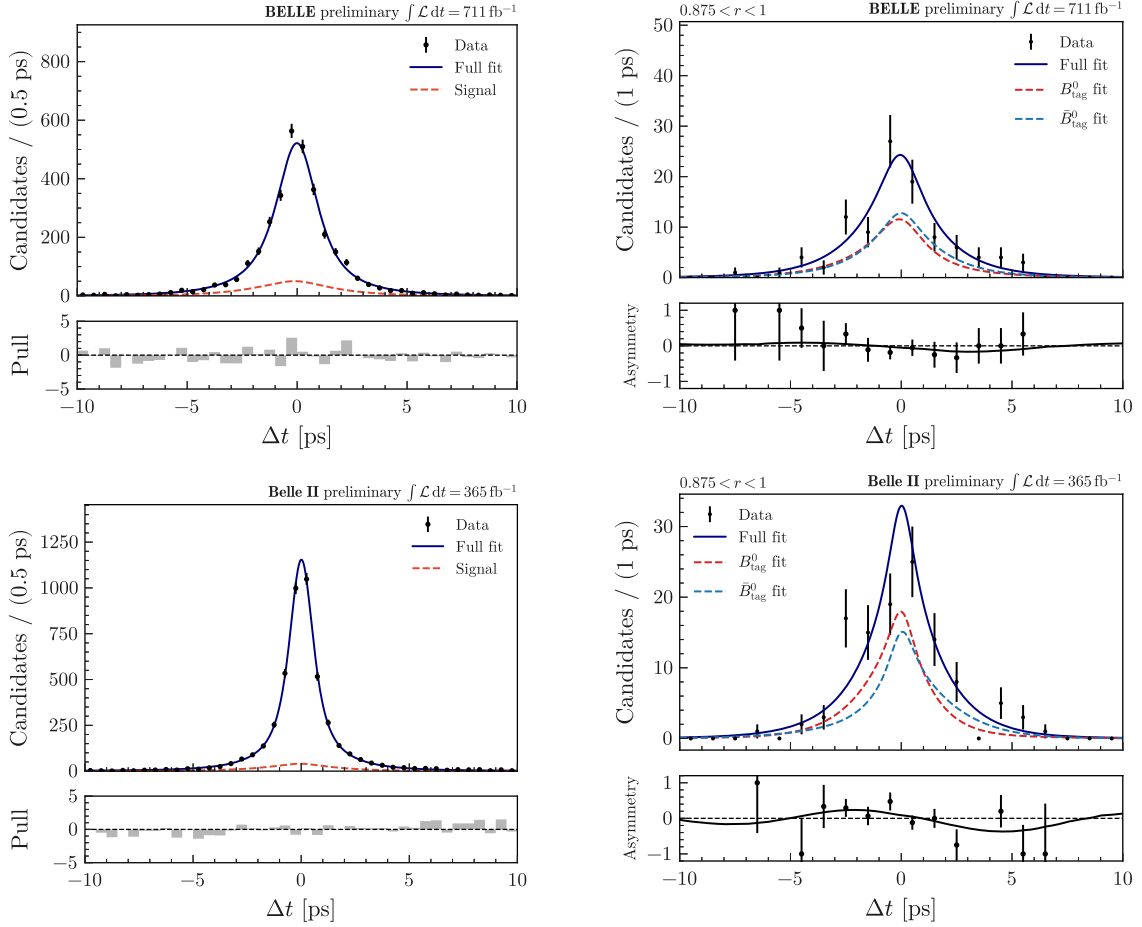 BELLE preliminary ∫ ℒ dt = 711 fb⁻¹
Candidates / (0.5 ps)
800
600
400
200
0
Data
Full fit
Signal
Pull
5
0
−5
−10
−5
0
5
10
Δt [ps]
0.875 < r < 1
BELLE preliminary ∫ ℒ dt = 711 fb⁻¹
Candidates / (1 ps)
50
40
30
20
10
0
Data
Full fit
B⁰tag fit
B̄⁰tag fit
Asymmetry
1
0
−1
−10
−5
0
5
10
Δt [ps]
Belle II preliminary ∫ ℒ dt = 365 fb⁻¹
Candidates / (0.5 ps)
1250
1000
750
500
250
0
Data
Full fit
Signal
Pull
5
0
−5
−10
−5
0
5
10
Δt [ps]
0.875 < r < 1
Belle II preliminary ∫ ℒ dt = 365 fb⁻¹
Candidates / (1 ps)
30
20
10
0
Data
Full fit
B⁰tag fit
B̄⁰tag fit
Asymmetry
1
0
−1
−10
−5
0
5
10
Δt [ps]